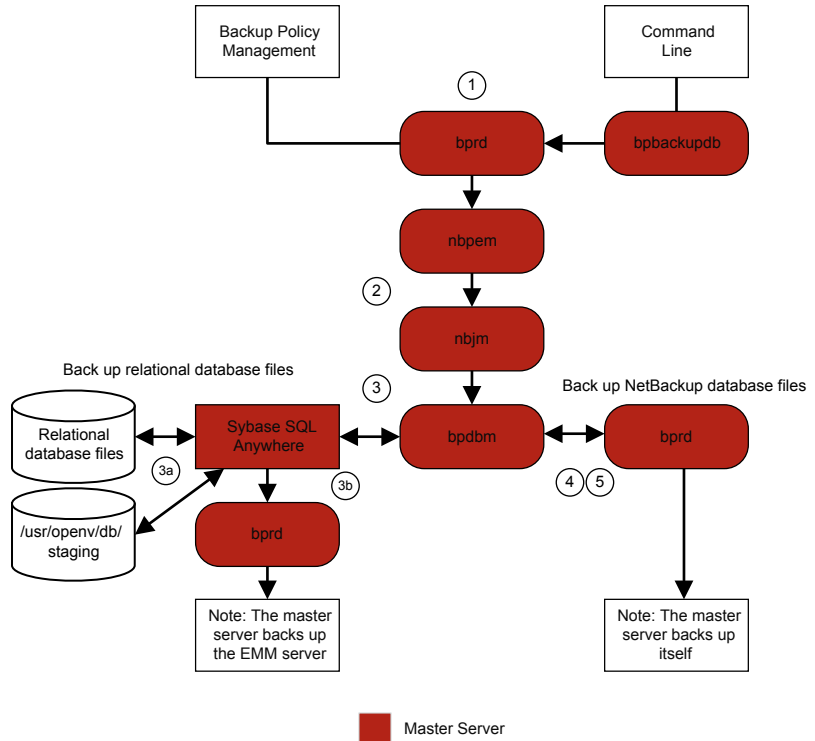 Backup Policy
Management
Command
Line
1
bprd
bpbackupdb
nbpem
2
nbjm
Back up relational database files
3
Back up NetBackup database files
Relational
database files
Sybase SQL
Anywhere
bpdbm
bprd
3a
3b
4
5
/usr/openv/db/
staging
bprd
Note: The master
server backs up
the EMM server
Note: The master
server backs up
itself
Master Server